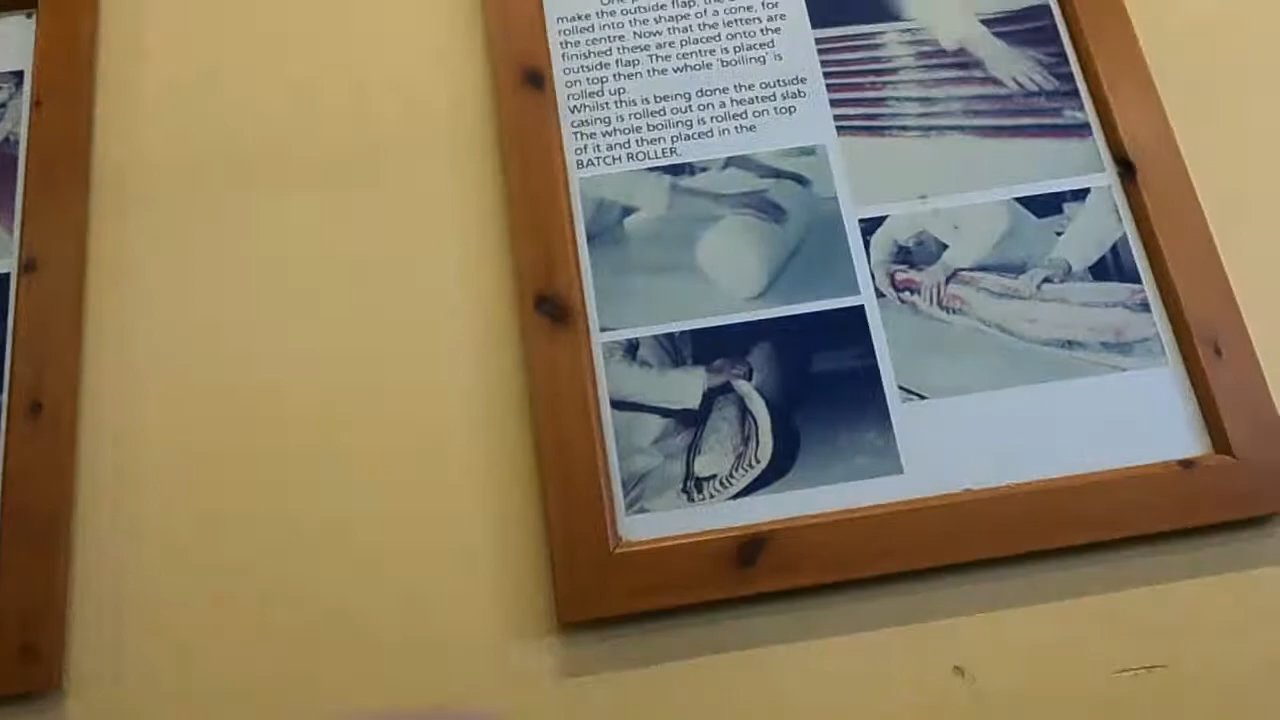 make the outside flap, the
rolled into the shape of a cone, for
the centre. Now that the letters are
finished these are placed onto the
outside flap. The centre is placed
on top then the whole 'boiling' is
rolled up.
Whilst this is being done the outside
casing is rolled out on a heated slab.
The whole boiling is rolled on top
of it and then placed in the
BATCH ROLLER.